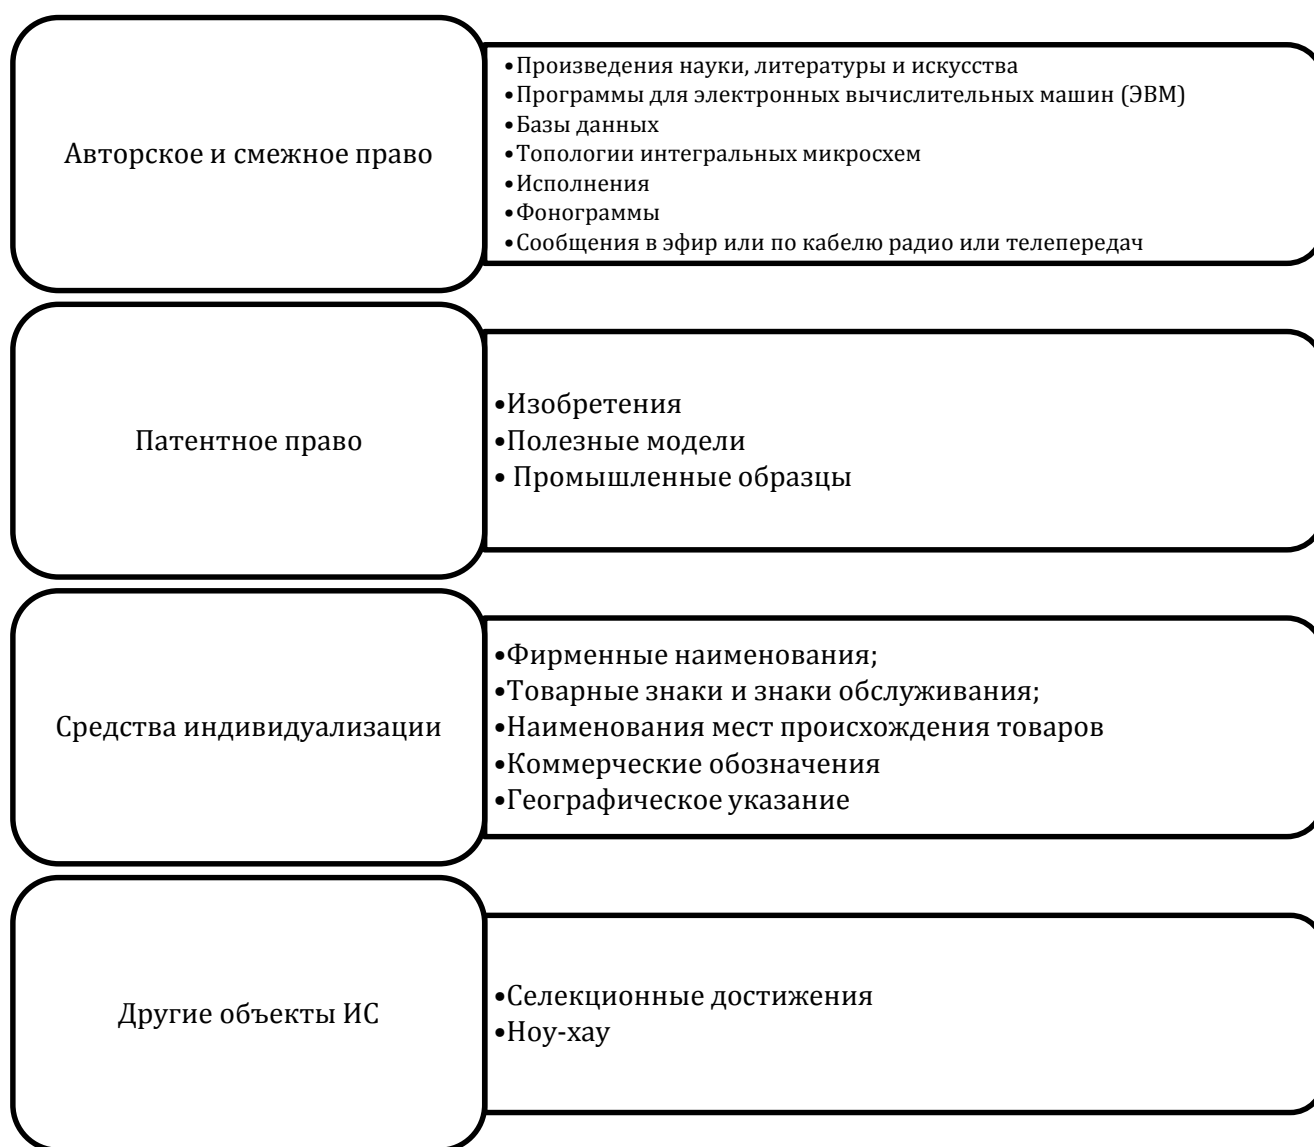 Авторское и смежное право
•Произведения науки, литературы и искусства
•Программы для электронных вычислительных машин (ЭВМ)
•Базы данных
•Топологии интегральных микросхем
•Исполнения
•Фонограммы
•Сообщения в эфир или по кабелю радио или телепередач
Патентное право
•Изобретения
•Полезные модели
• Промышленные образцы
Средства индивидуализации
•Фирменные наименования;
•Товарные знаки и знаки обслуживания;
•Наименования мест происхождения товаров
•Коммерческие обозначения
•Географическое указание
Другие объекты ИС
•Селекционные достижения
•Ноу-хау